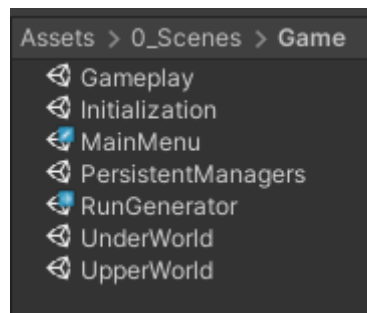 Assets > 0_Scenes > Game
Gameplay
Initialization
MainMenu
PersistentManagers
RunGenerator
UnderWorld
UpperWorld